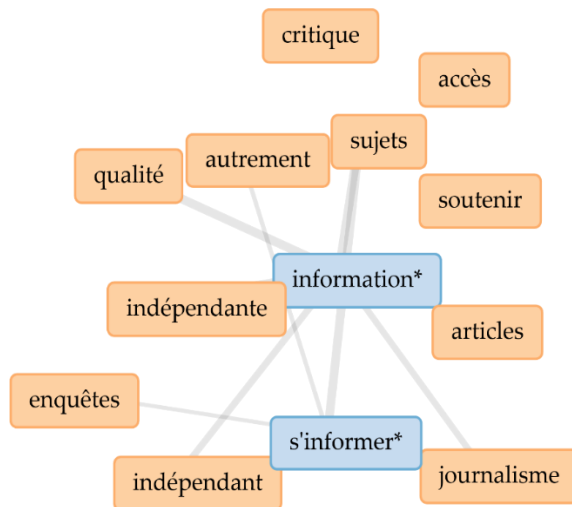 critique
accès
sujets
autrement
qualité
soutenir
information*
indépendante
articles
enquêtes
s'informer*
journalisme
indépendant